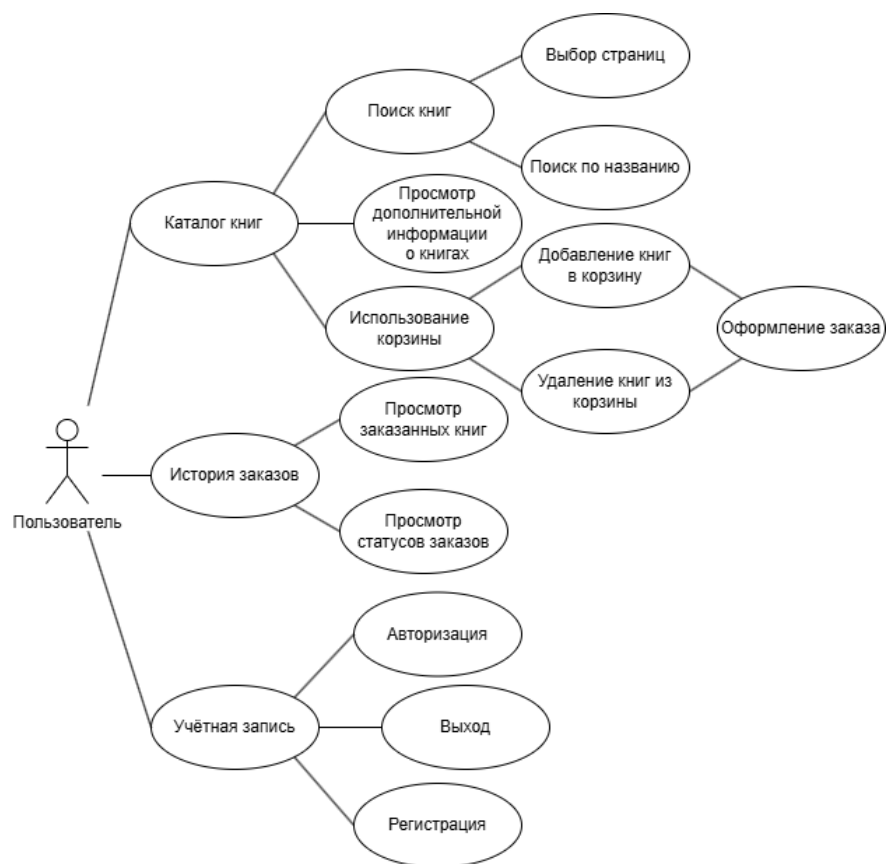 Выбор страниц
Поиск книг
Поиск по названию
Просмотр
дополнительной
информации
о книгах
Каталог книг
Добавление книг
в корзину
Использование
корзины
Оформление заказа
Удаление книг из
корзины
Просмотр
заказанных книг
История заказов
Пользователь
Просмотр
статусов заказов
Авторизация
Учётная запись
Выход
Регистрация